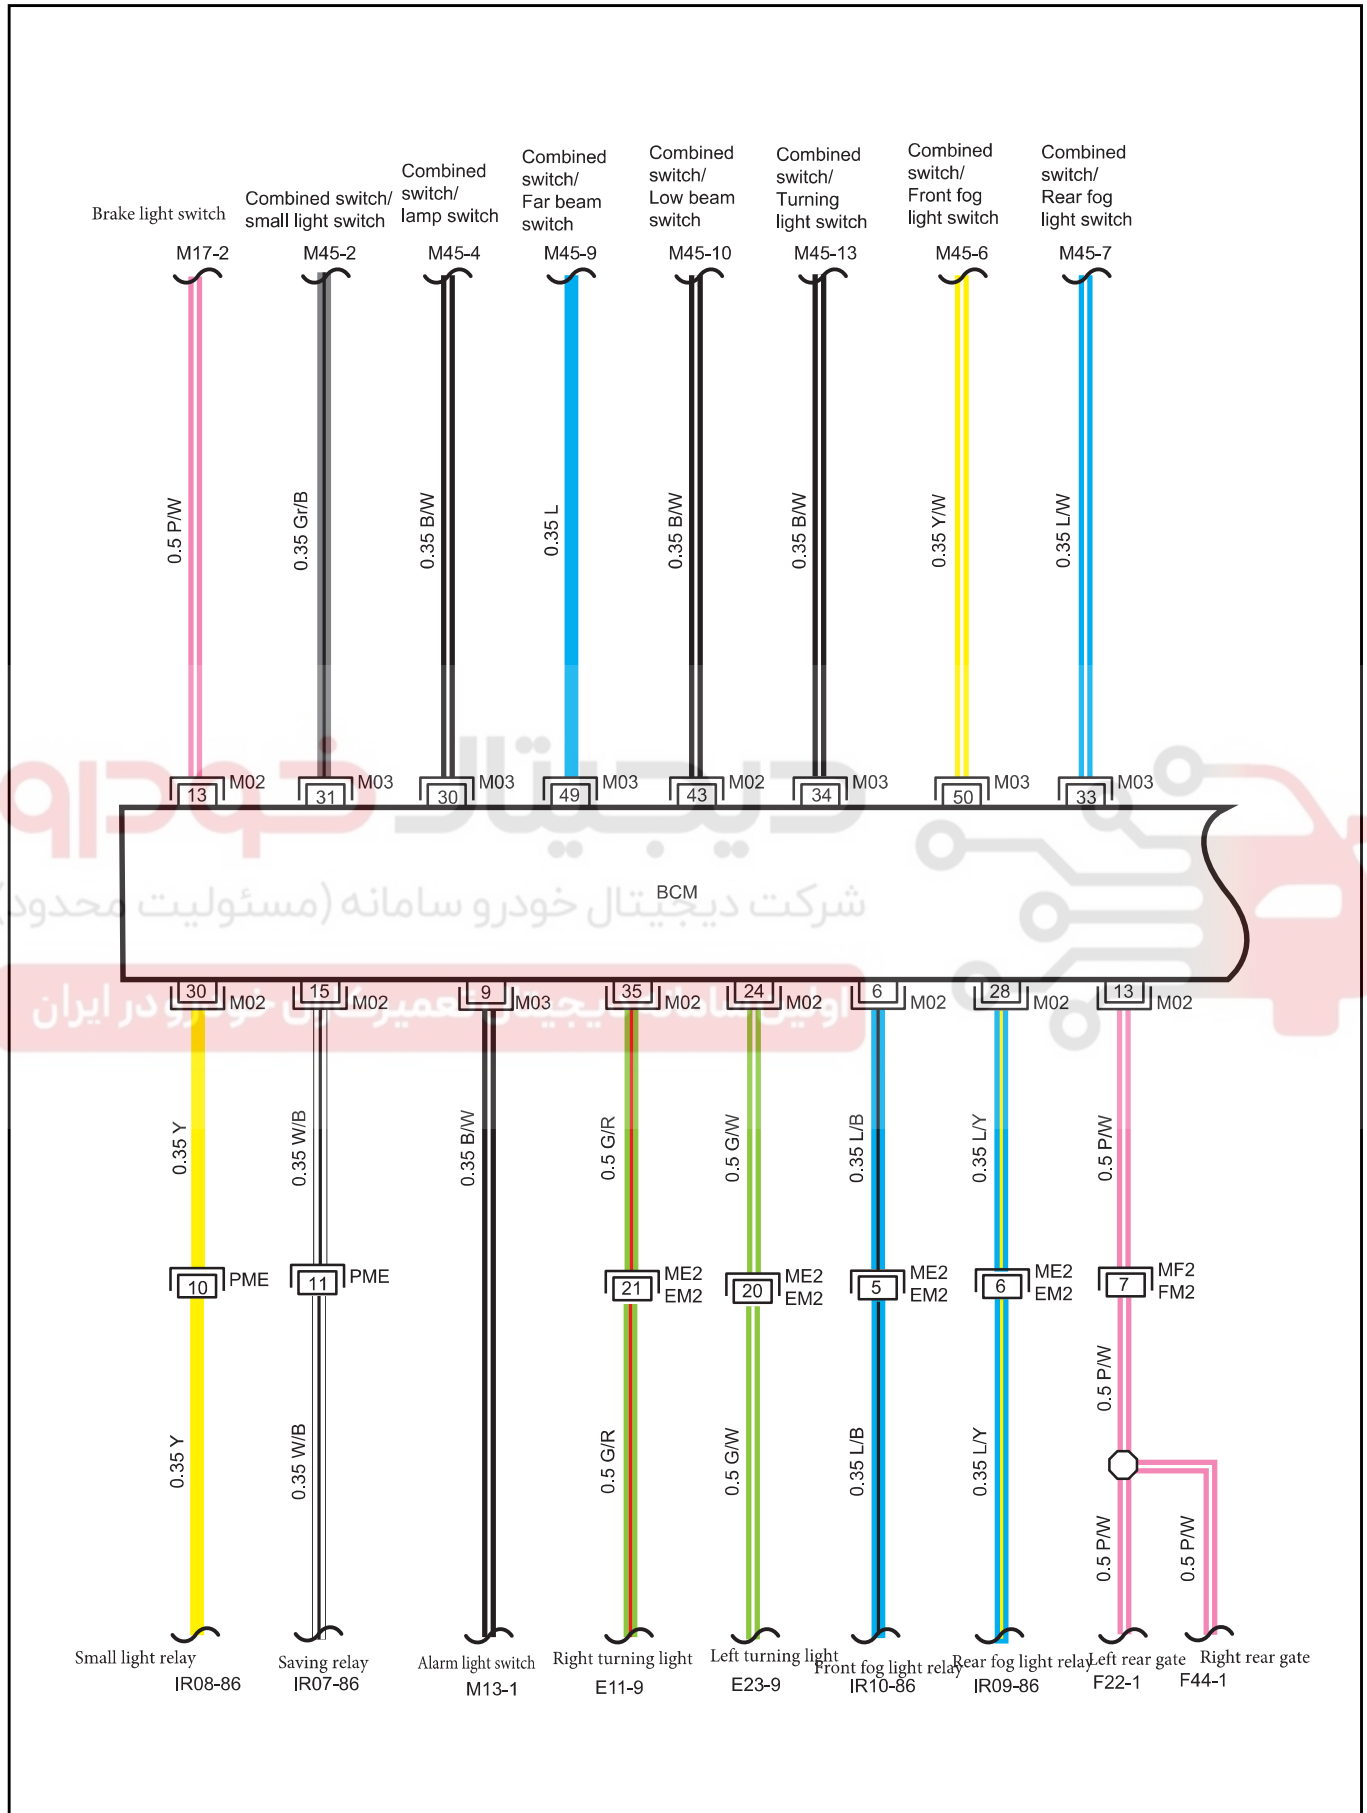 Brake light switch
M17-2
Combined switch/
small light switch
M45-2
Combined
switch/
lamp switch
M45-4
Combined
switch/
Far beam
switch
M45-9
Combined
switch/
Low beam
switch
M45-10
Combined
switch/
Turning
light switch
M45-13
Combined
switch/
Front fog
light switch
M45-6
Combined
switch/
Rear fog
light switch
M45-7
0.5 P/W
0.35 Gr/B
0.35 B/W
0.35 L
0.35 B/W
0.35 B/W
0.35 Y/W
0.35 L/W
13 M02
31 M03
30 M03
49 M03
43 M02
34 M03
50 M03
33 M03
دیجیتال خودرو
BCM
شرکت دیجیتال خودرو سامانه (مسئولیت محدود)
اولین سامانه دیجیتال تعمیرکاران خودرو در ایران
30 M02
15 M02
9 M03
35 M02
24 M02
6 M02
28 M02
13 M02
0.35 Y
0.35 W/B
0.35 B/W
0.5 G/R
0.5 G/W
0.35 L/B
0.35 L/Y
0.5 P/W
10 PME
11 PME
21 ME2
EM2
20 ME2
EM2
5 ME2
EM2
6 ME2
EM2
7 MF2
FM2
0.5 P/W
0.35 Y
0.35 W/B
0.5 G/R
0.5 G/W
0.35 L/B
0.35 L/Y
0.5 P/W
0.5 P/W
Small light relay
IR08-86
Saving relay
IR07-86
Alarm light switch
M13-1
Right turning light
E11-9
Left turning light
E23-9
Front fog light relay
IR10-86
Rear fog light relay
IR09-86
Left rear gate
F22-1
Right rear gate
F44-1